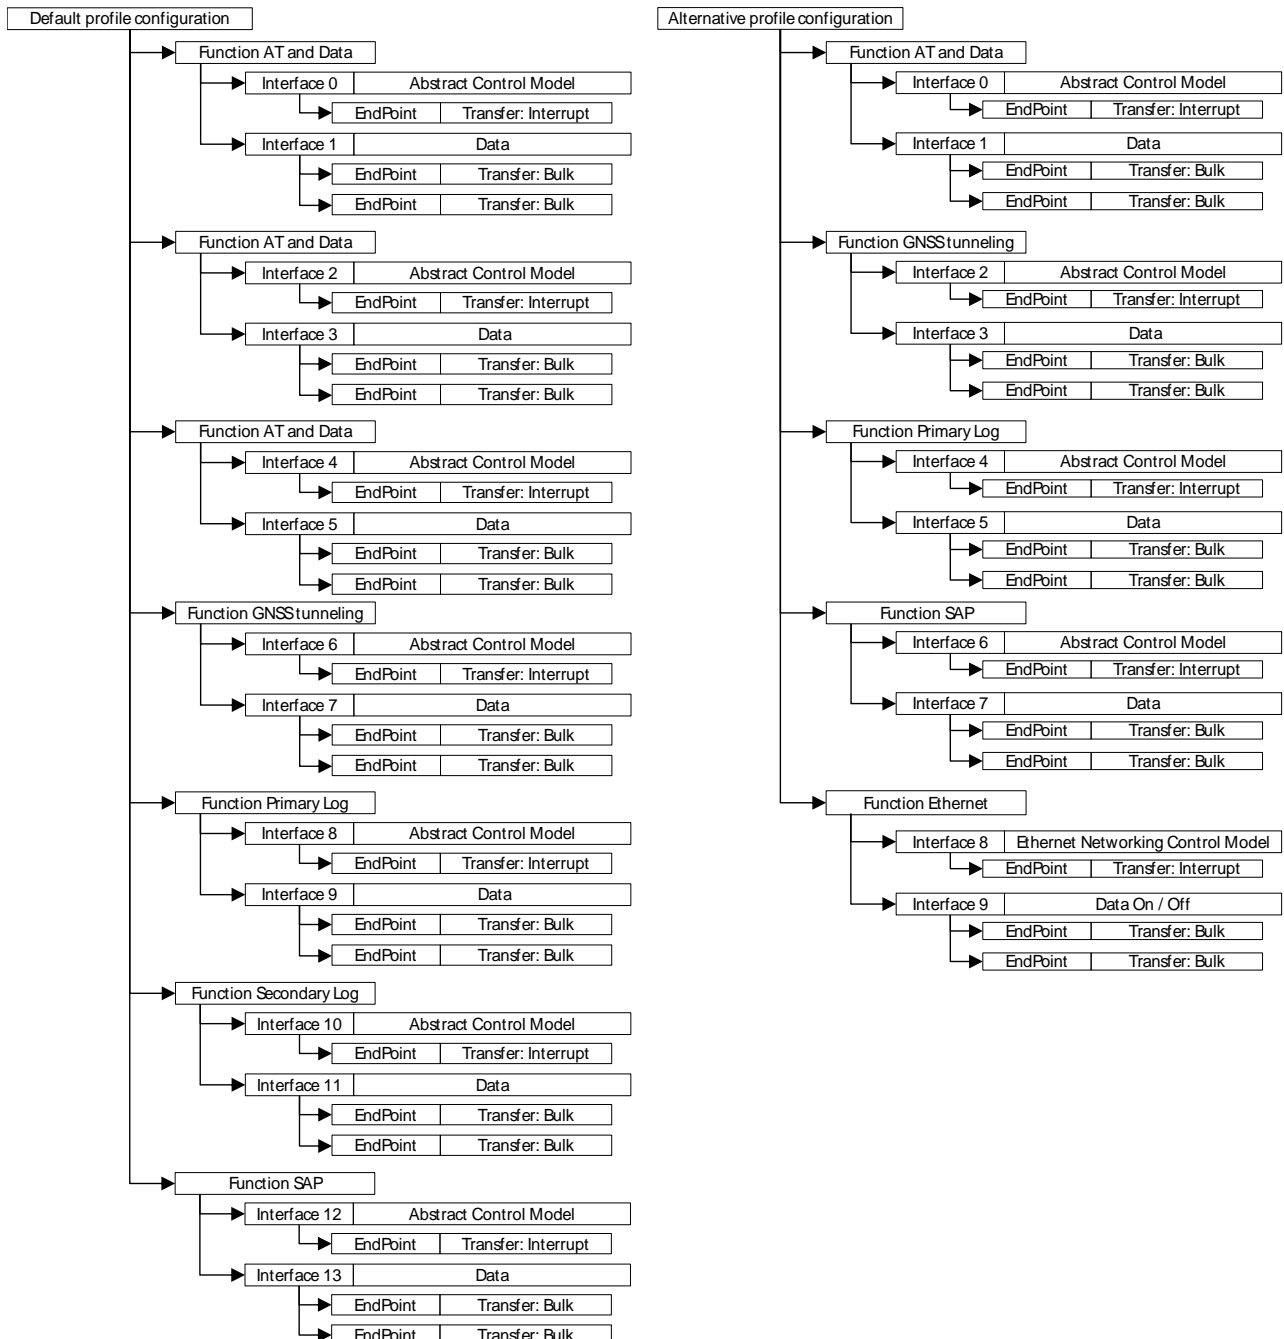 Default profile configuration
Function AT and Data
Interface 0 Abstract Control Model
EndPoint Transfer: Interrupt
Interface 1 Data
EndPoint Transfer: Bulk
EndPoint Transfer: Bulk
Function AT and Data
Interface 2 Abstract Control Model
EndPoint Transfer: Interrupt
Interface 3 Data
EndPoint Transfer: Bulk
EndPoint Transfer: Bulk
Function AT and Data
Interface 4 Abstract Control Model
EndPoint Transfer: Interrupt
Interface 5 Data
EndPoint Transfer: Bulk
EndPoint Transfer: Bulk
Function GNSS tunneling
Interface 6 Abstract Control Model
EndPoint Transfer: Interrupt
Interface 7 Data
EndPoint Transfer: Bulk
EndPoint Transfer: Bulk
Function Primary Log
Interface 8 Abstract Control Model
EndPoint Transfer: Interrupt
Interface 9 Data
EndPoint Transfer: Bulk
EndPoint Transfer: Bulk
Function Secondary Log
Interface 10 Abstract Control Model
EndPoint Transfer: Interrupt
Interface 11 Data
EndPoint Transfer: Bulk
EndPoint Transfer: Bulk
Function SAP
Interface 12 Abstract Control Model
EndPoint Transfer: Interrupt
Interface 13 Data
EndPoint Transfer: Bulk
EndPoint Transfer: Bulk
Alternative profile configuration
Function AT and Data
Interface 0 Abstract Control Model
EndPoint Transfer: Interrupt
Interface 1 Data
EndPoint Transfer: Bulk
EndPoint Transfer: Bulk
Function GNSS tunneling
Interface 2 Abstract Control Model
EndPoint Transfer: Interrupt
Interface 3 Data
EndPoint Transfer: Bulk
EndPoint Transfer: Bulk
Function Primary Log
Interface 4 Abstract Control Model
EndPoint Transfer: Interrupt
Interface 5 Data
EndPoint Transfer: Bulk
EndPoint Transfer: Bulk
Function SAP
Interface 6 Abstract Control Model
EndPoint Transfer: Interrupt
Interface 7 Data
EndPoint Transfer: Bulk
EndPoint Transfer: Bulk
Function Ethernet
Interface 8 Ethernet Networking Control Model
EndPoint Transfer: Interrupt
Interface 9 Data On / Off
EndPoint Transfer: Bulk
EndPoint Transfer: Bulk